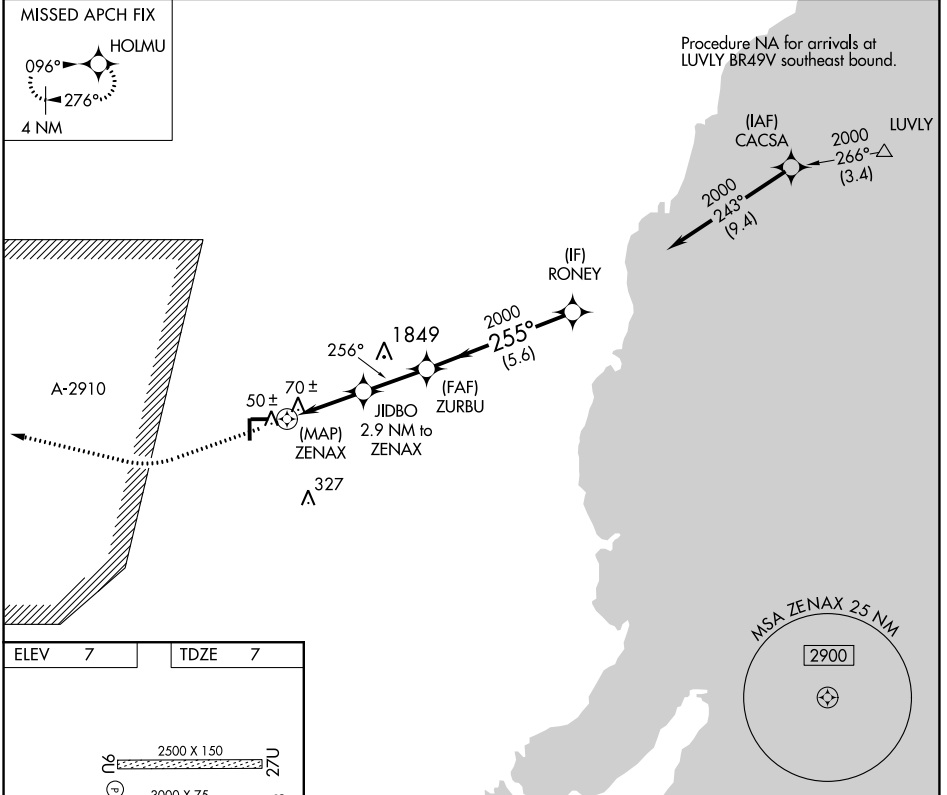 MISSED APCH FIX
HOLMU
096°
276°
4 NM
Procedure NA for arrivals at
LUVLY BR49V southeast bound.
(IAF)
CACSA
LUVLY
2000
266°
(3.4)
2000
243°
(9.4)
(IF)
RONEY
2000
255°
(5.6)
1849
256°
(FAF)
ZURBU
A-2910
50 ±
70 ±
JIDBO
2.9 NM to
ZENAX
(MAP)
ZENAX
327
MSA ZENAX 25 NM
2900
ELEV 7
TDZE 7
2500 X 150
9U
27U
P
3000 X 75